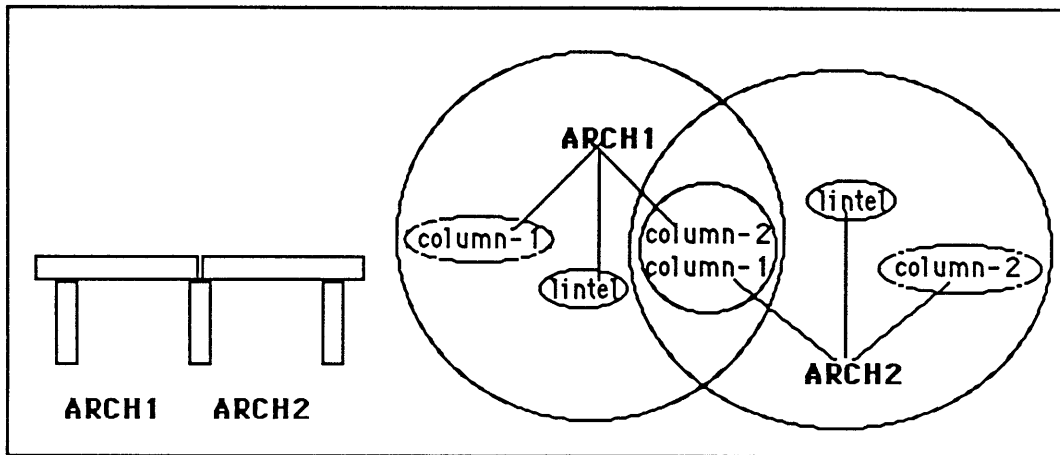 ARCH1 ARCH2
ARCH1
column-1
lintel
column-2
column-1
lintel
column-2
ARCH2